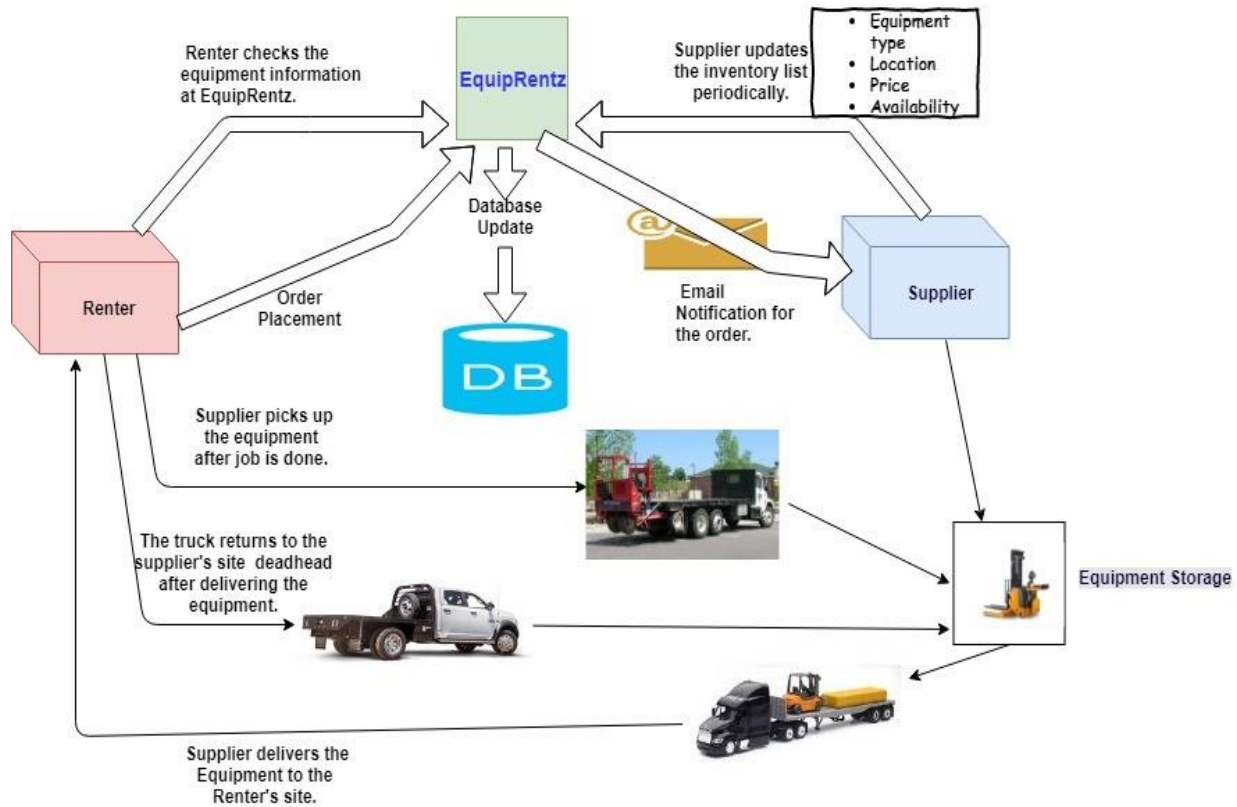 Renter checks the
equipment information
at EquipRentz.
EquipRentz
Supplier updates
the inventory list
periodically.
• Equipment
type
• Location
• Price
• Availability
Database
Update
@
Renter
Order
Placement
Email
Notification for
the order.
Supplier
DB
Supplier picks up
the equipment
after job is done.
The truck returns to the
supplier's site deadhead
after delivering the
equipment.
Equipment Storage
Supplier delivers the
Equipment to the
Renter's site.